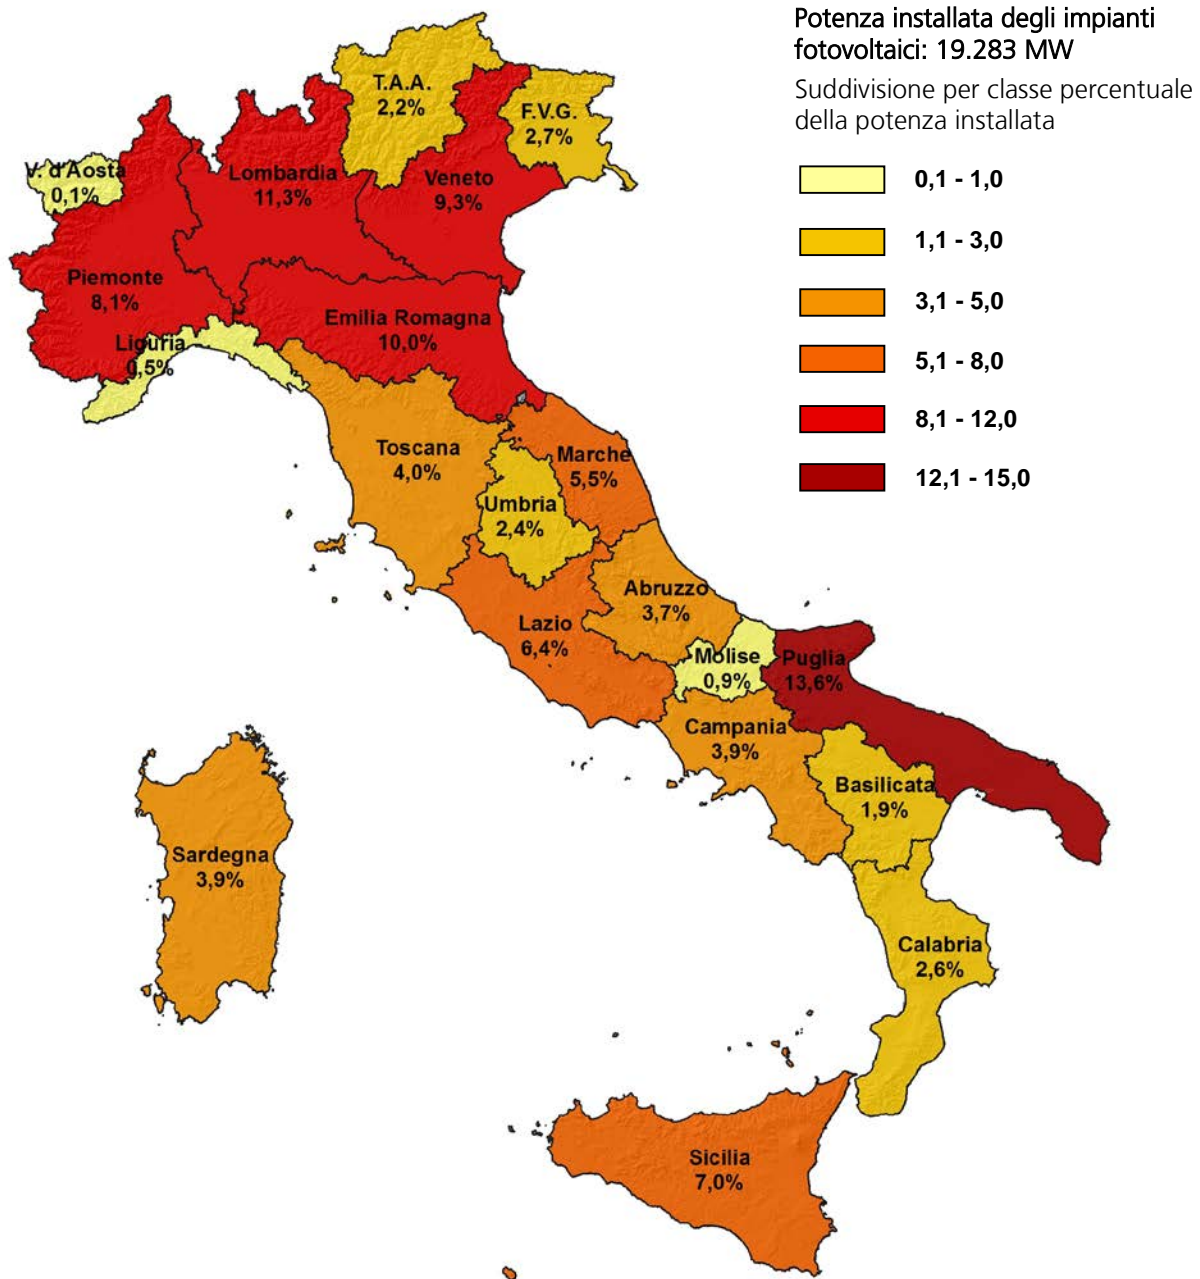 Potenza installata degli impianti
fotovoltaici: 19.283 MW
Suddivisione per classe percentuale
della potenza installata
0,1 - 1,0
1,1 - 3,0
3,1 - 5,0
5,1 - 8,0
8,1 - 12,0
12,1 - 15,0
T.A.A.
2,2%
F.V.G.
2,7%
V. d'Aosta
0,1%
Lombardia
11,3%
Veneto
9,3%
Piemonte
8,1%
Emilia Romagna
10,0%
Liguria
0,5%
Toscana
4,0%
Marche
5,5%
Umbria
2,4%
Abruzzo
3,7%
Lazio
6,4%
Molise
0,9%
Puglia
13,6%
Campania
3,9%
Basilicata
1,9%
Sardegna
3,9%
Calabria
2,6%
Sicilia
7,0%